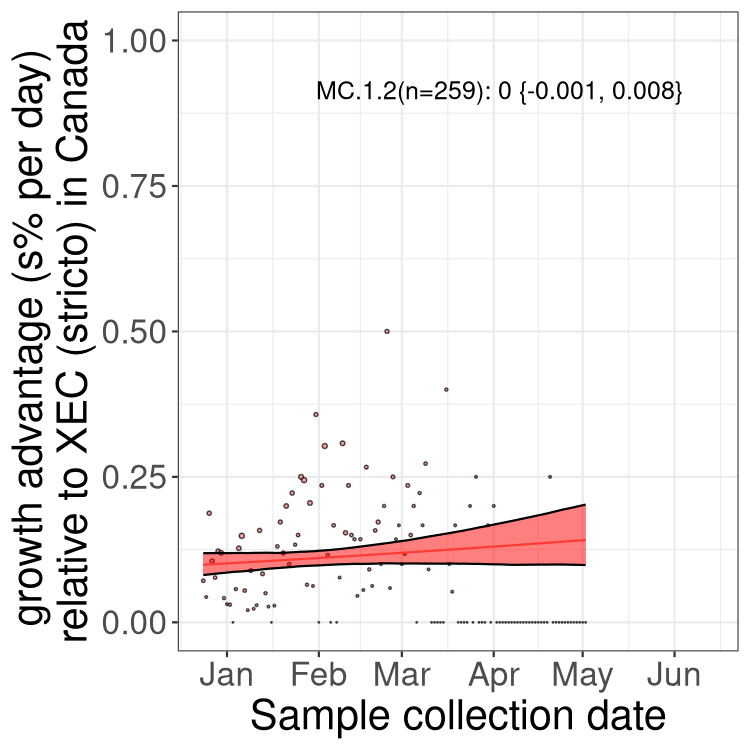 growth advantage (s% per day)
relative to XEC (stricto) in Canada
1.00
0.75
0.50
0.25
0.00
MC.1.2(n=259): 0 {-0.001, 0.008}
Jan Feb Mar Apr May Jun
Sample collection date